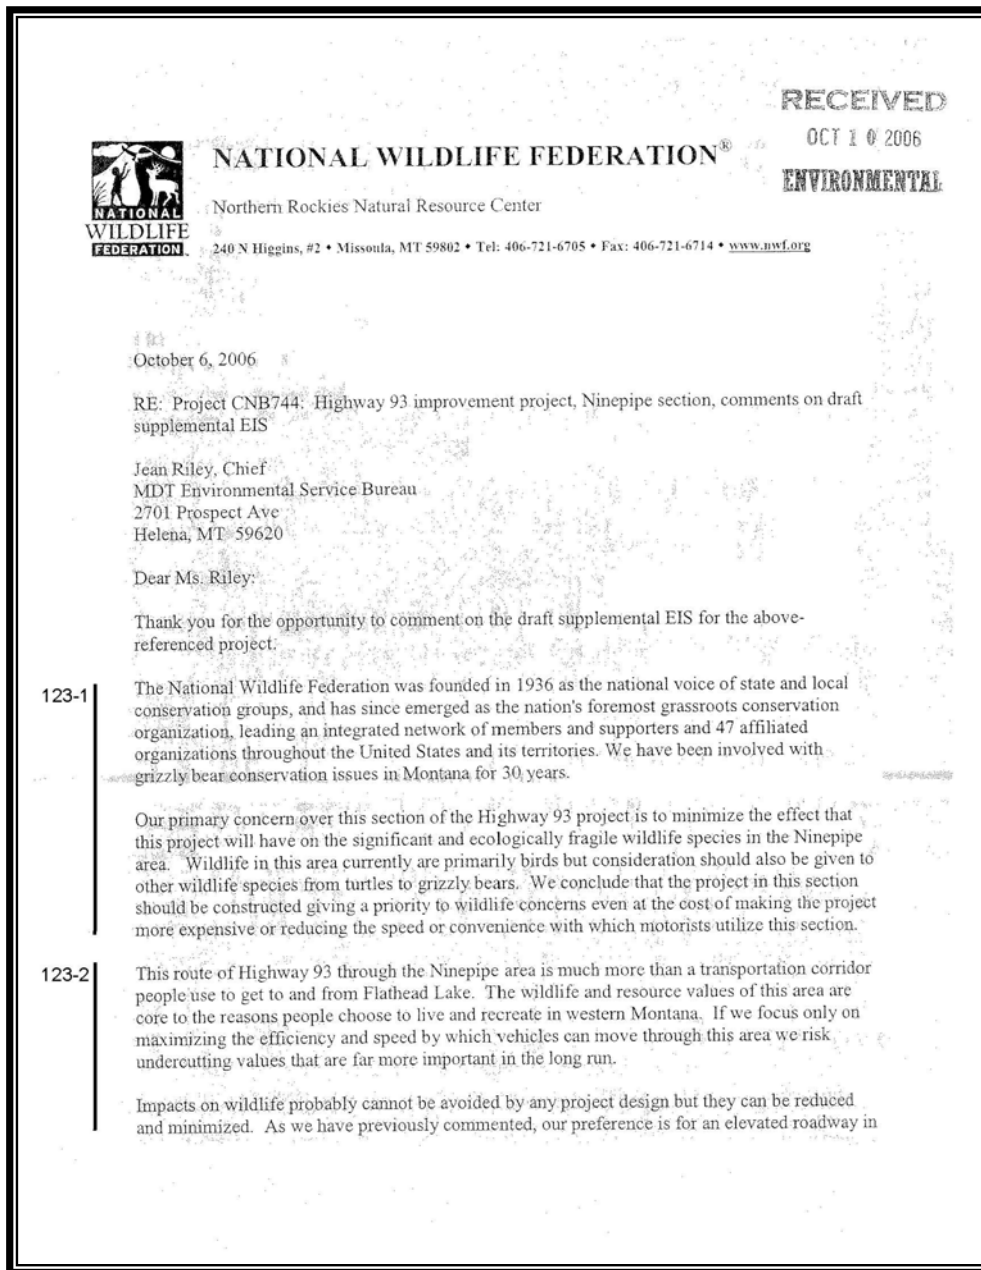 RECEIVED
OCT 10 2006
ENVIRONMENTAL
NATIONAL
WILDLIFE
FEDERATION
NATIONAL WILDLIFE FEDERATION®
Northern Rockies Natural Resource Center
240 N Higgins, #2 • Missoula, MT 59802 • Tel: 406-721-6705 • Fax: 406-721-6714 • www.nwf.org
October 6, 2006
RE: Project CNB744: Highway 93 improvement project, Ninepipe section, comments on draft
supplemental EIS
Jean Riley, Chief
MDT Environmental Service Bureau
2701 Prospect Ave
Helena, MT 59620
Dear Ms. Riley:
Thank you for the opportunity to comment on the draft supplemental EIS for the above-
referenced project.
123-1
The National Wildlife Federation was founded in 1936 as the national voice of state and local
conservation groups, and has since emerged as the nation's foremost grassroots conservation
organization, leading an integrated network of members and supporters and 47 affiliated
organizations throughout the United States and its territories. We have been involved with
grizzly bear conservation issues in Montana for 30 years.
Our primary concern over this section of the Highway 93 project is to minimize the effect that
this project will have on the significant and ecologically fragile wildlife species in the Ninepipe
area. Wildlife in this area currently are primarily birds but consideration should also be given to
other wildlife species from turtles to grizzly bears. We conclude that the project in this section
should be constructed giving a priority to wildlife concerns even at the cost of making the project
more expensive or reducing the speed or convenience with which motorists utilize this section.
123-2
This route of Highway 93 through the Ninepipe area is much more than a transportation corridor
people use to get to and from Flathead Lake. The wildlife and resource values of this area are
core to the reasons people choose to live and recreate in western Montana. If we focus only on
maximizing the efficiency and speed by which vehicles can move through this area we risk
undercutting values that are far more important in the long run.
Impacts on wildlife probably cannot be avoided by any project design but they can be reduced
and minimized. As we have previously commented, our preference is for an elevated roadway in